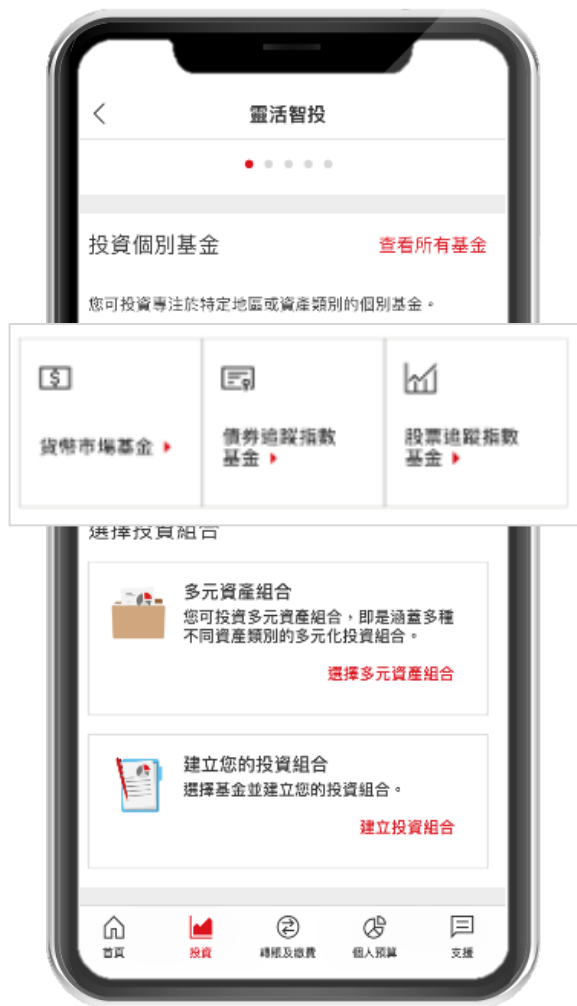 靈活智投
投資個別基金
查看所有基金
您可投資專注於特定地區或資產類別的個別基金。
貨幣市場基金
債券追蹤指數
基金
股票追蹤指數
基金
選擇投資組合
多元資產組合
您可投資多元資產組合，即是涵蓋多種
不同資產類別的多元化投資組合。
選擇多元資產組合
建立您的投資組合
選擇基金並建立您的投資組合。
建立投資組合
首頁
投資
轉賬及繳費
個人預算
支援